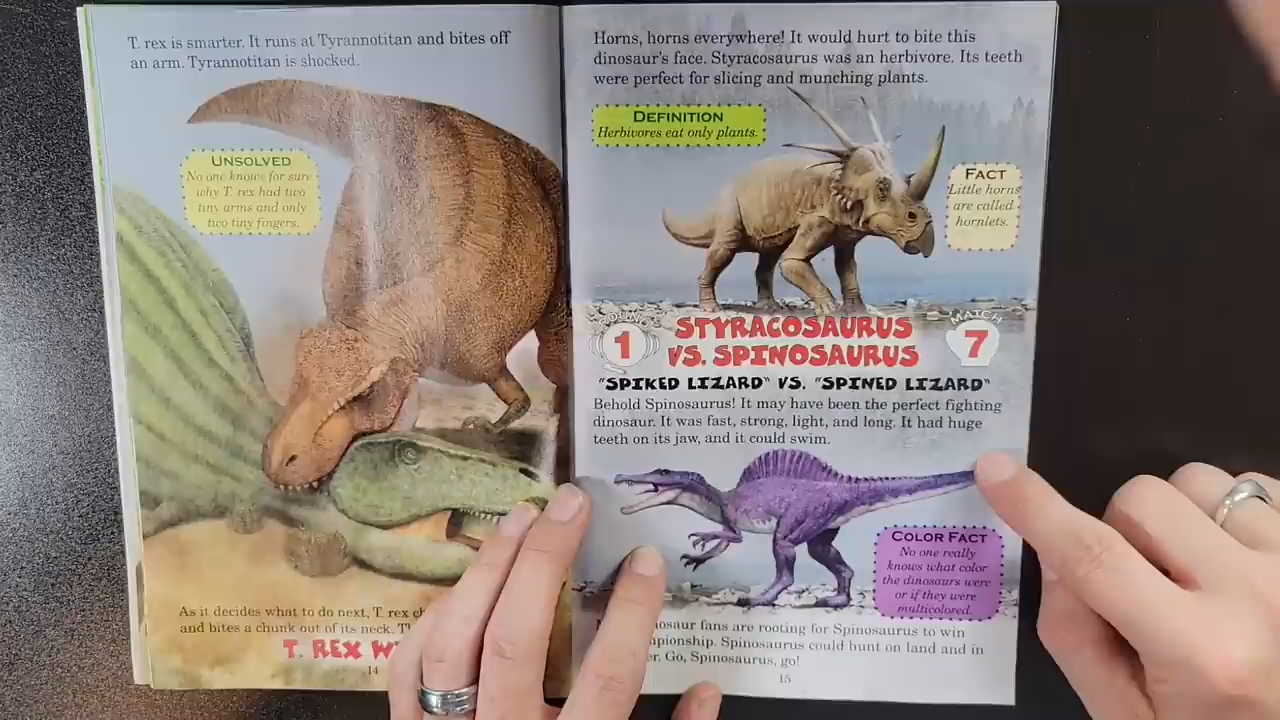 T. rex is smarter. It runs at Tyrannotitan and bites off
an arm. Tyrannotitan is shocked.
UNSOLVED
No one knows for sure
why T. rex had two
tiny arms and only
two tiny fingers.
As it decides what to do next, T. rex
and bites a chunk out of its neck.
T. REX
14
Horns, horns everywhere! It would hurt to bite this
dinosaur's face. Styracosaurus was an herbivore. Its teeth
were perfect for slicing and munching plants.
DEFINITION
Herbivores eat only plants.
FACT
Little horns
are called
hornlets.
ROUND
1
STYRACOSAURUS
VS. SPINOSAURUS
MATCH
7
"SPIKED LIZARD" VS. "SPINED LIZARD"
Behold Spinosaurus! It may have been the perfect fighting
dinosaur. It was fast, strong, light, and long. It had huge
teeth on its jaw, and it could swim.
COLOR FACT
No one really
knows what color
the dinosaurs were
or if they were
multicolored.
fans are rooting for Spinosaurus to win
Spinosaurus could hunt on land and in
Go, Spinosaurus, go!
15